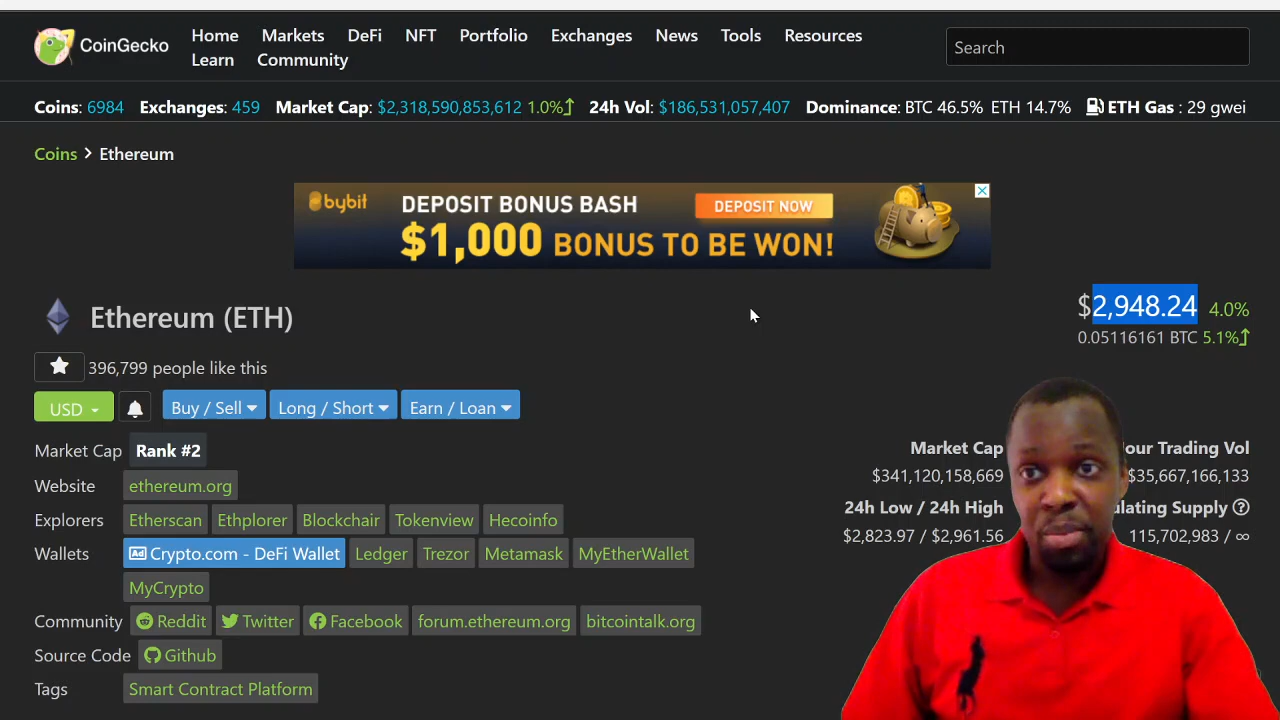 CoinGecko
Home Markets DeFi NFT Portfolio Exchanges News Tools Resources
Learn Community
Search
Coins: 6984 Exchanges: 459 Market Cap: $2,318,590,853,612 1.0% 24h Vol: $186,531,057,407 Dominance: BTC 46.5% ETH 14.7% ETH Gas : 29 gwei
Coins > Ethereum
bybit DEPOSIT BONUS BASH DEPOSIT NOW
$1,000 BONUS TO BE WON!
Ethereum (ETH)
$2,948.24 4.0%
0.05116161 BTC 5.1%
396,799 people like this
USD Buy / Sell Long / Short Earn / Loan
Market Cap Rank #2
Website ethereum.org
Explorers Etherscan Ethplorer Blockchair Tokenview Hecoinfo
Wallets Ad Crypto.com - DeFi Wallet Ledger Trezor Metamask MyEtherWallet
MyCrypto
Community Reddit Twitter Facebook forum.ethereum.org bitcointalk.org
Source Code Github
Tags Smart Contract Platform
Market Cap our Trading Vol
$341,120,158,669 $35,667,166,133
24h Low / 24h High ulating Supply
$2,823.97 / $2,961.56 115,702,983 / ∞